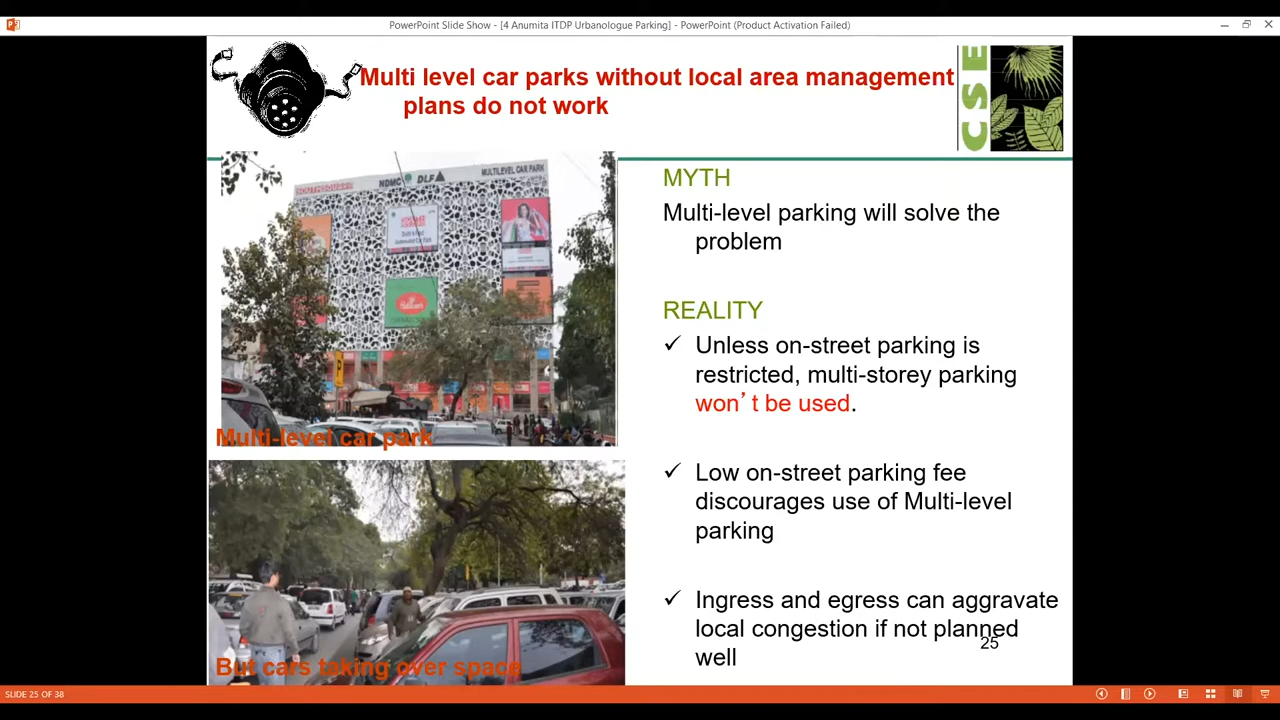 PowerPoint Slide Show - [4 Anumita ITDP Urbanologue Parking] - PowerPoint (Product Activation Failed)
Multi level car parks without local area management
plans do not work
CSE
SOUTHSQUARE
NDMC DLF
MULTILEVEL CAR PARK
P
Multi-level car park
But cars taking over space
MYTH
Multi-level parking will solve the
problem
REALITY
✓ Unless on-street parking is
restricted, multi-storey parking
won’t be used.
✓ Low on-street parking fee
discourages use of Multi-level
parking
✓ Ingress and egress can aggravate
local congestion if not planned
well
25
SLIDE 25 OF 38